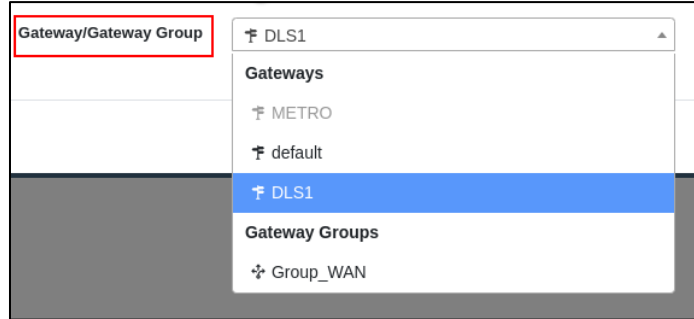 Gateway/Gateway Group
DLS1
Gateways
METRO
default
DLS1
Gateway Groups
Group_WAN